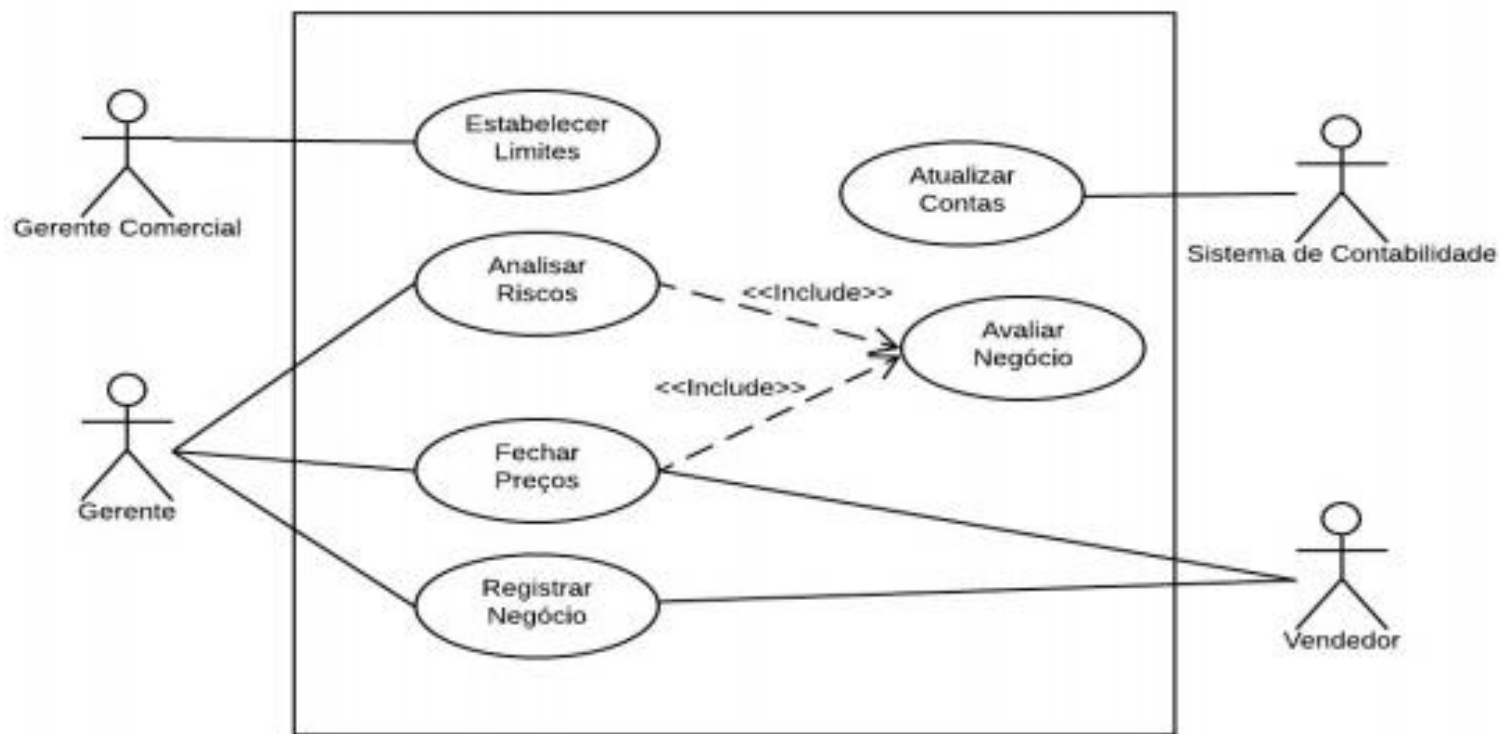 Estabelecer
Limites
Gerente Comercial
Atualizar
Contas
Sistema de Contabilidade
Analisar
Riscos
<<Include>>
Avaliar
Negócio
<<Include>>
Fechar
Preços
Gerente
Registrar
Negócio
Vendedor